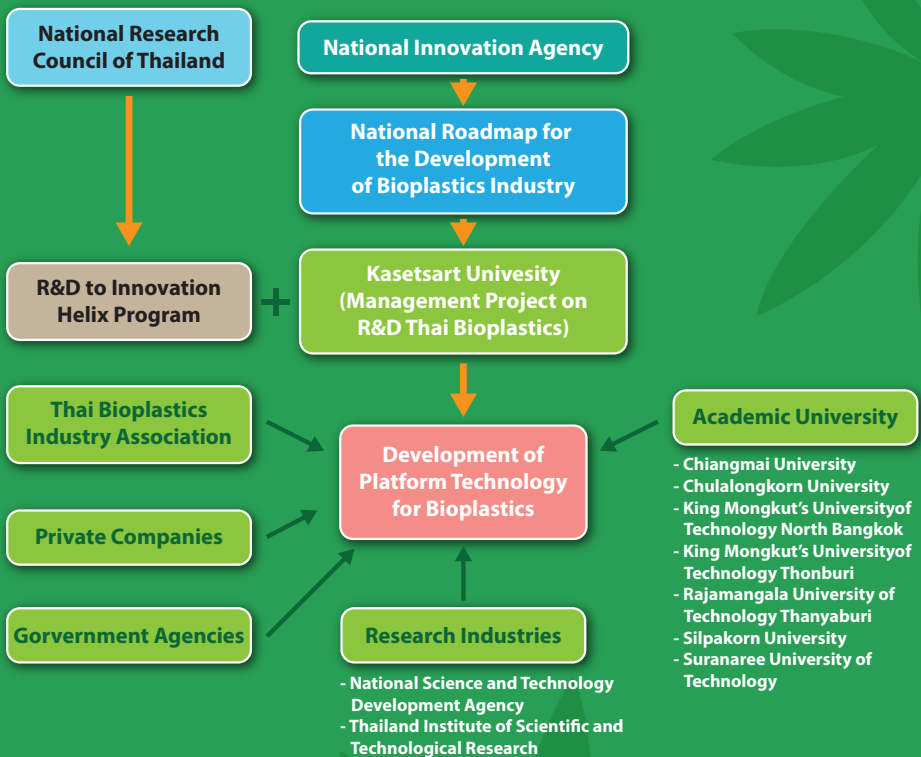 National Research
Council of Thailand
National Innovation Agency
National Roadmap for
the Development
of Bioplastics Industry
R&D to Innovation
Helix Program
+
Kasetsart Univesity
(Management Project on
R&D Thai Bioplastics)
Thai Bioplastics
Industry Association
Private Companies
Gorvernment Agencies
Development of
Platform Technology
for Bioplastics
Research Industries
- National Science and Technology
Development Agency
- Thailand Institute of Scientific and
Technological Research
Academic University
- Chiangmai University
- Chulalongkorn University
- King Mongkut's Universityof
Technology North Bangkok
- King Mongkut's Universityof
Technology Thonburi
- Rajamangala University of
Technology Thanyaburi
- Silpakorn University
- Suranaree University of
Technology